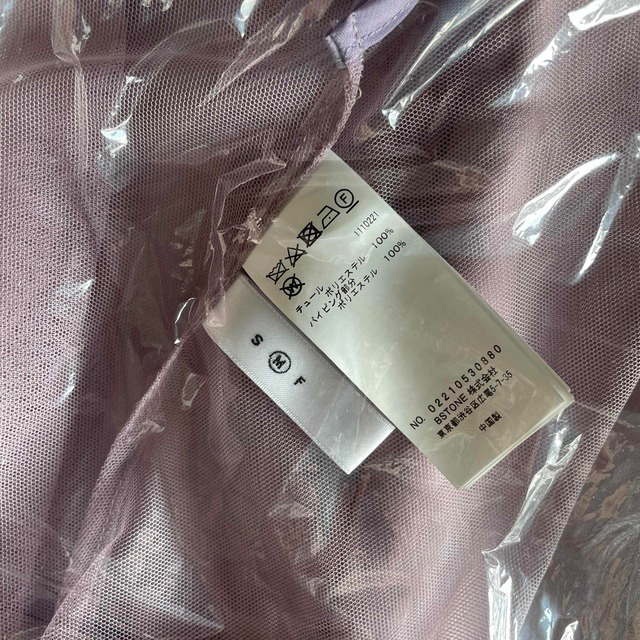 F
1110221
チュール
ポリエステル 100%
パイピング部分
ポリエステル 100%
NO. 02210530880
BSTONE 株式会社
東京都渋谷区広尾5-7-35
中国製
S M F